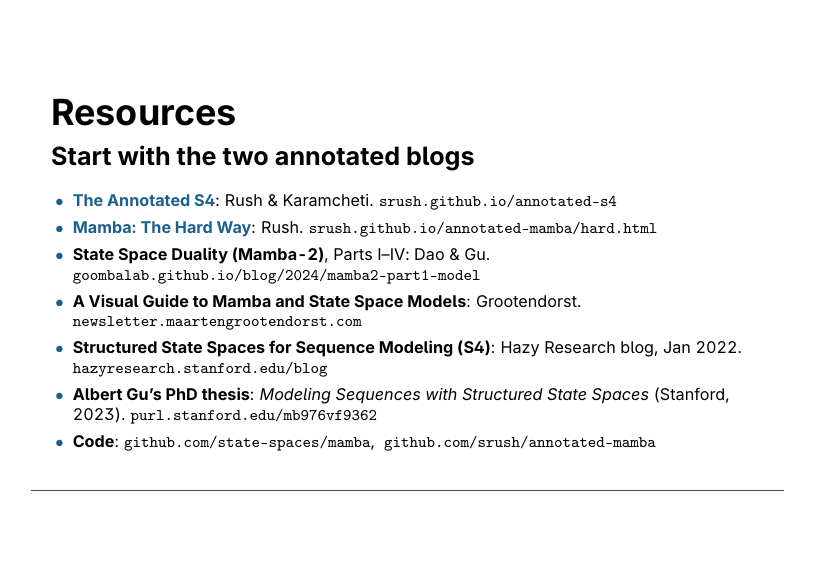 Resources
Start with the two annotated blogs
• The Annotated S4: Rush & Karamcheti. srush.github.io/annotated-s4
• Mamba: The Hard Way: Rush. srush.github.io/annotated-mamba/hard.html
• State Space Duality (Mamba-2), Parts I–IV: Dao & Gu.
goombalab.github.io/blog/2024/mamba2-part1-model
• A Visual Guide to Mamba and State Space Models: Grootendorst.
newsletter.maartengrootendorst.com
• Structured State Spaces for Sequence Modeling (S4): Hazy Research blog, Jan 2022.
hazyresearch.stanford.edu/blog
• Albert Gu’s PhD thesis: Modeling Sequences with Structured State Spaces (Stanford,
2023). purl.stanford.edu/mb976vf9362
• Code: github.com/state-spaces/mamba, github.com/srush/annotated-mamba